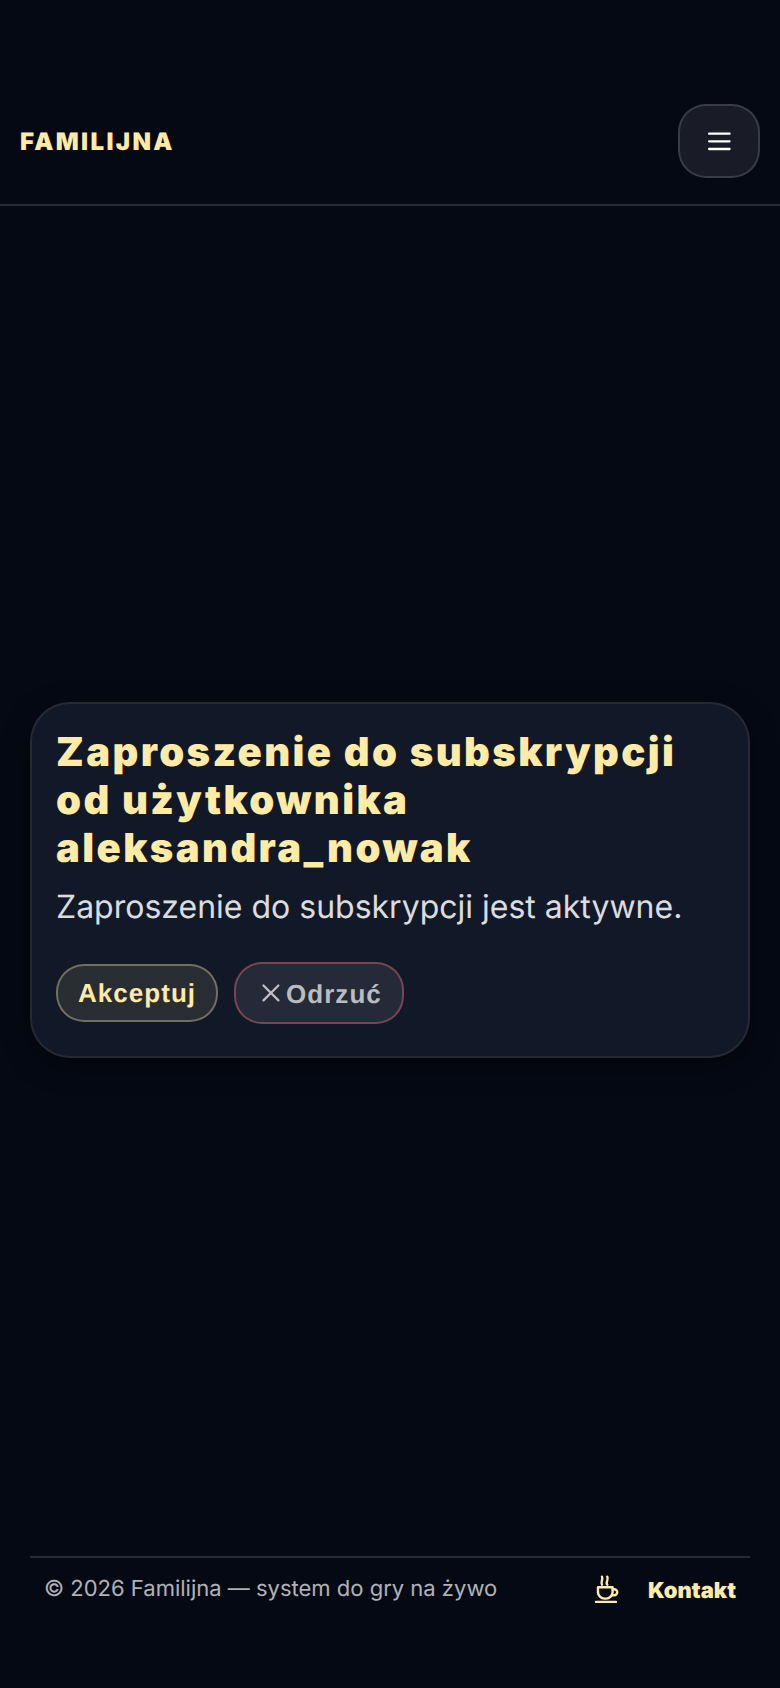 FAMILIJNA
Zaproszenie do subskrypcji
od użytkownika
aleksandra_nowak
Zaproszenie do subskrypcji jest aktywne.
Akceptuj
Odrzuć
© 2026 Familijna — system do gry na żywo
Kontakt